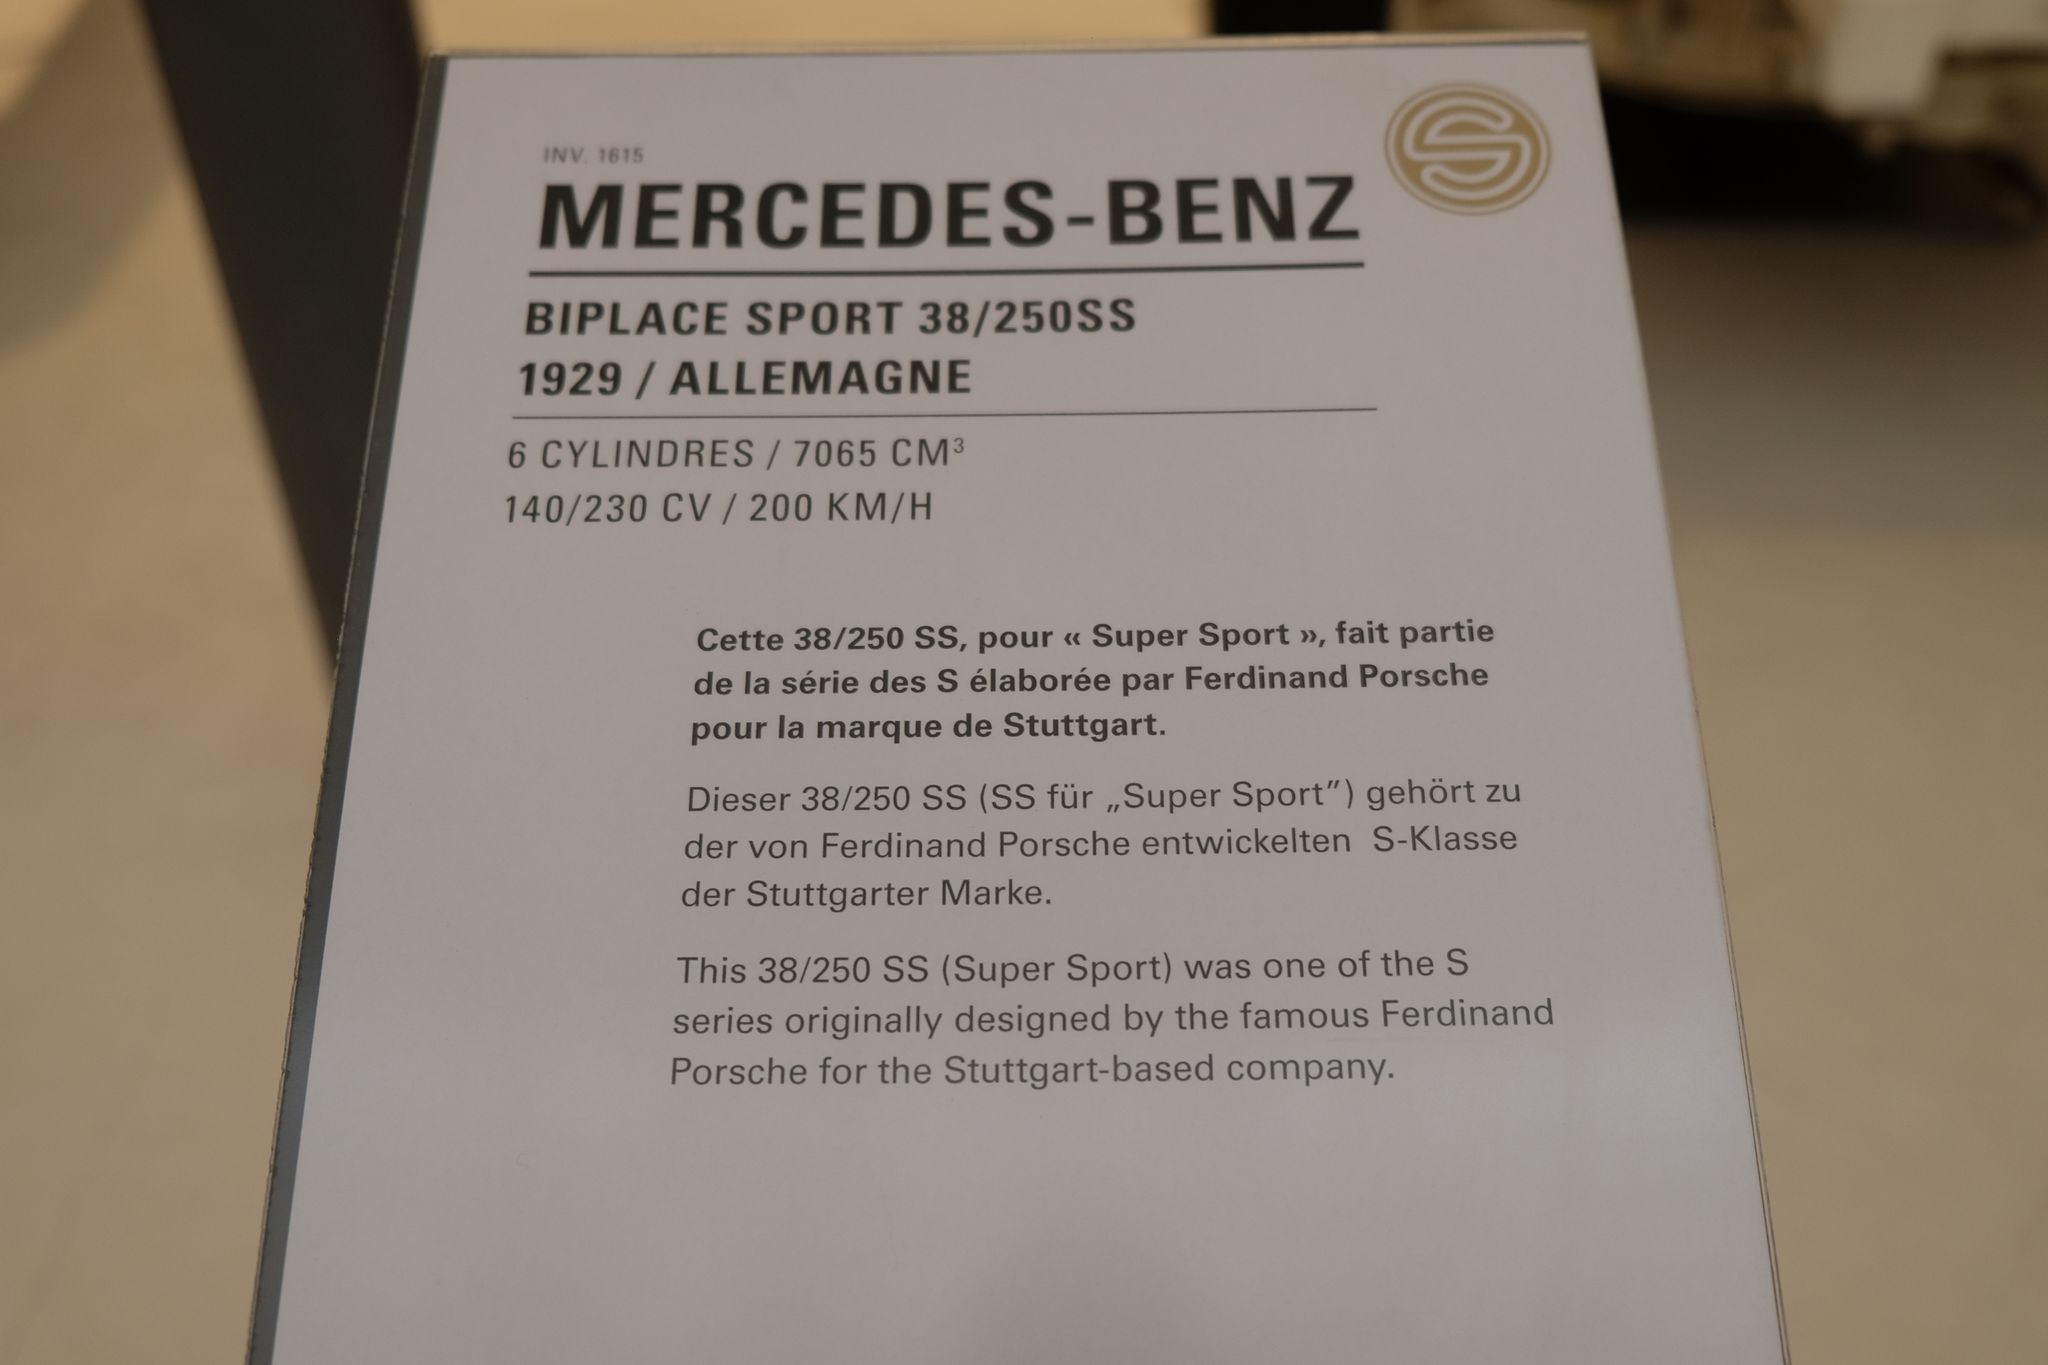 INV. 1615
MERCEDES-BENZ
BIPLACE SPORT 38/250SS
1929 / ALLEMAGNE
6 CYLINDRES / 7065 CM³
140/230 CV / 200 KM/H
Cette 38/250 SS, pour « Super Sport », fait partie
de la série des S élaborée par Ferdinand Porsche
pour la marque de Stuttgart.
Dieser 38/250 SS (SS für „Super Sport”) gehört zu
der von Ferdinand Porsche entwickelten S-Klasse
der Stuttgarter Marke.
This 38/250 SS (Super Sport) was one of the S
series originally designed by the famous Ferdinand
Porsche for the Stuttgart-based company.